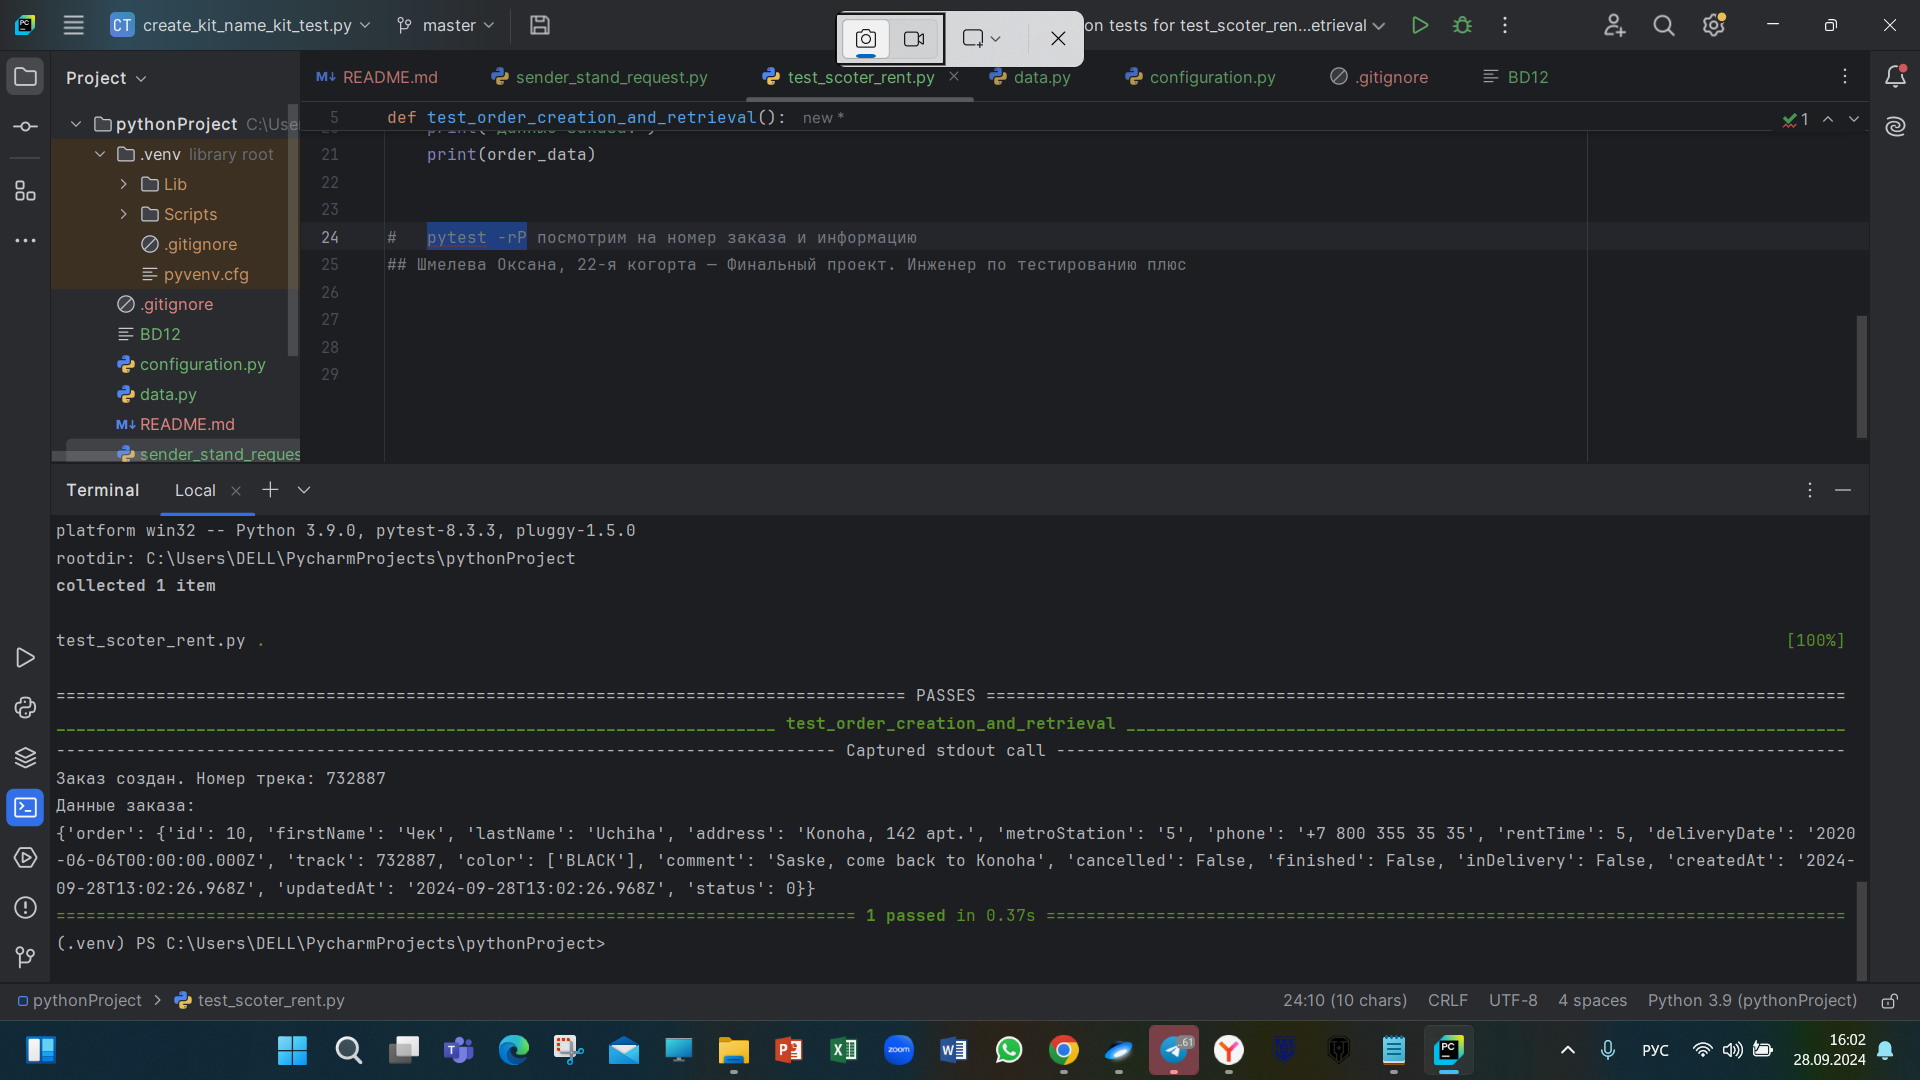 CT create_kit_name_kit_test.py master on tests for test_scoter_ren...etrieval
Project README.md sender_stand_request.py test_scoter_rent.py data.py configuration.py .gitignore BD12
pythonProject C:\Use
.venv library root
Lib
Scripts
.gitignore
pyvenv.cfg
.gitignore
BD12
configuration.py
data.py
README.md
sender_stand_reques
5 def test_order_creation_and_retrieval(): new *
1
21 print(order_data)
22
23
24 # pytest -rP посмотрим на номер заказа и информацию
25 ## Шмелева Оксана, 22-я когорта — Финальный проект. Инженер по тестированию плюс
26
27
28
29
Terminal Local
platform win32 -- Python 3.9.0, pytest-8.3.3, pluggy-1.5.0
rootdir: C:\Users\DELL\PycharmProjects\pythonProject
collected 1 item
test_scoter_rent.py . [100%]
PASSES
test_order_creation_and_retrieval
Captured stdout call
Заказ создан. Номер трека: 732887
Данные заказа:
{'order': {'id': 10, 'firstName': 'Чек', 'lastName': 'Uchiha', 'address': 'Konoha, 142 apt.', 'metroStation': '5', 'phone': '+7 800 355 35 35', 'rentTime': 5, 'deliveryDate': '2020
-06-06T00:00:00.000Z', 'track': 732887, 'color': ['BLACK'], 'comment': 'Saske, come back to Konoha', 'cancelled': False, 'finished': False, 'inDelivery': False, 'createdAt': '2024-
09-28T13:02:26.968Z', 'updatedAt': '2024-09-28T13:02:26.968Z', 'status': 0}}
1 passed in 0.37s
(.venv) PS C:\Users\DELL\PycharmProjects\pythonProject>
pythonProject > test_scoter_rent.py 24:10 (10 chars) CRLF UTF-8 4 spaces Python 3.9 (pythonProject)
zoom
РУС
16:02
28.09.2024